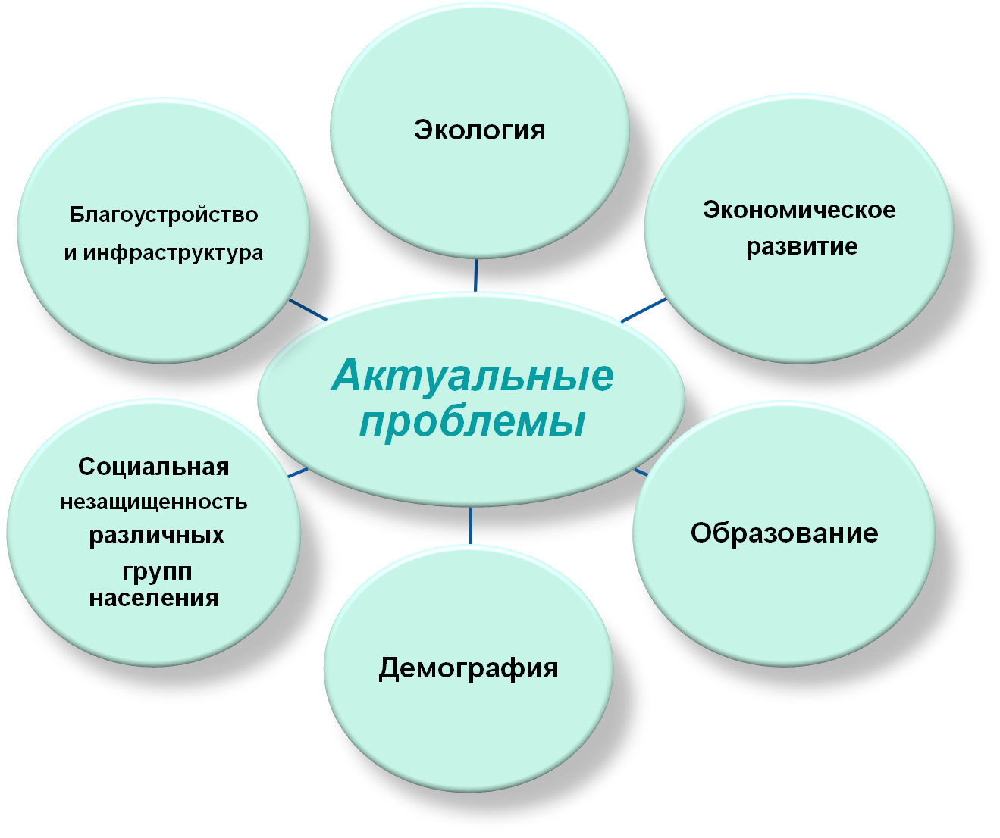 Экология
Экономическое
развитие
Благоустройство
и инфраструктура
Актуальные
проблемы
Социальная
незащищенность
различных
групп
населения
Образование
Демография